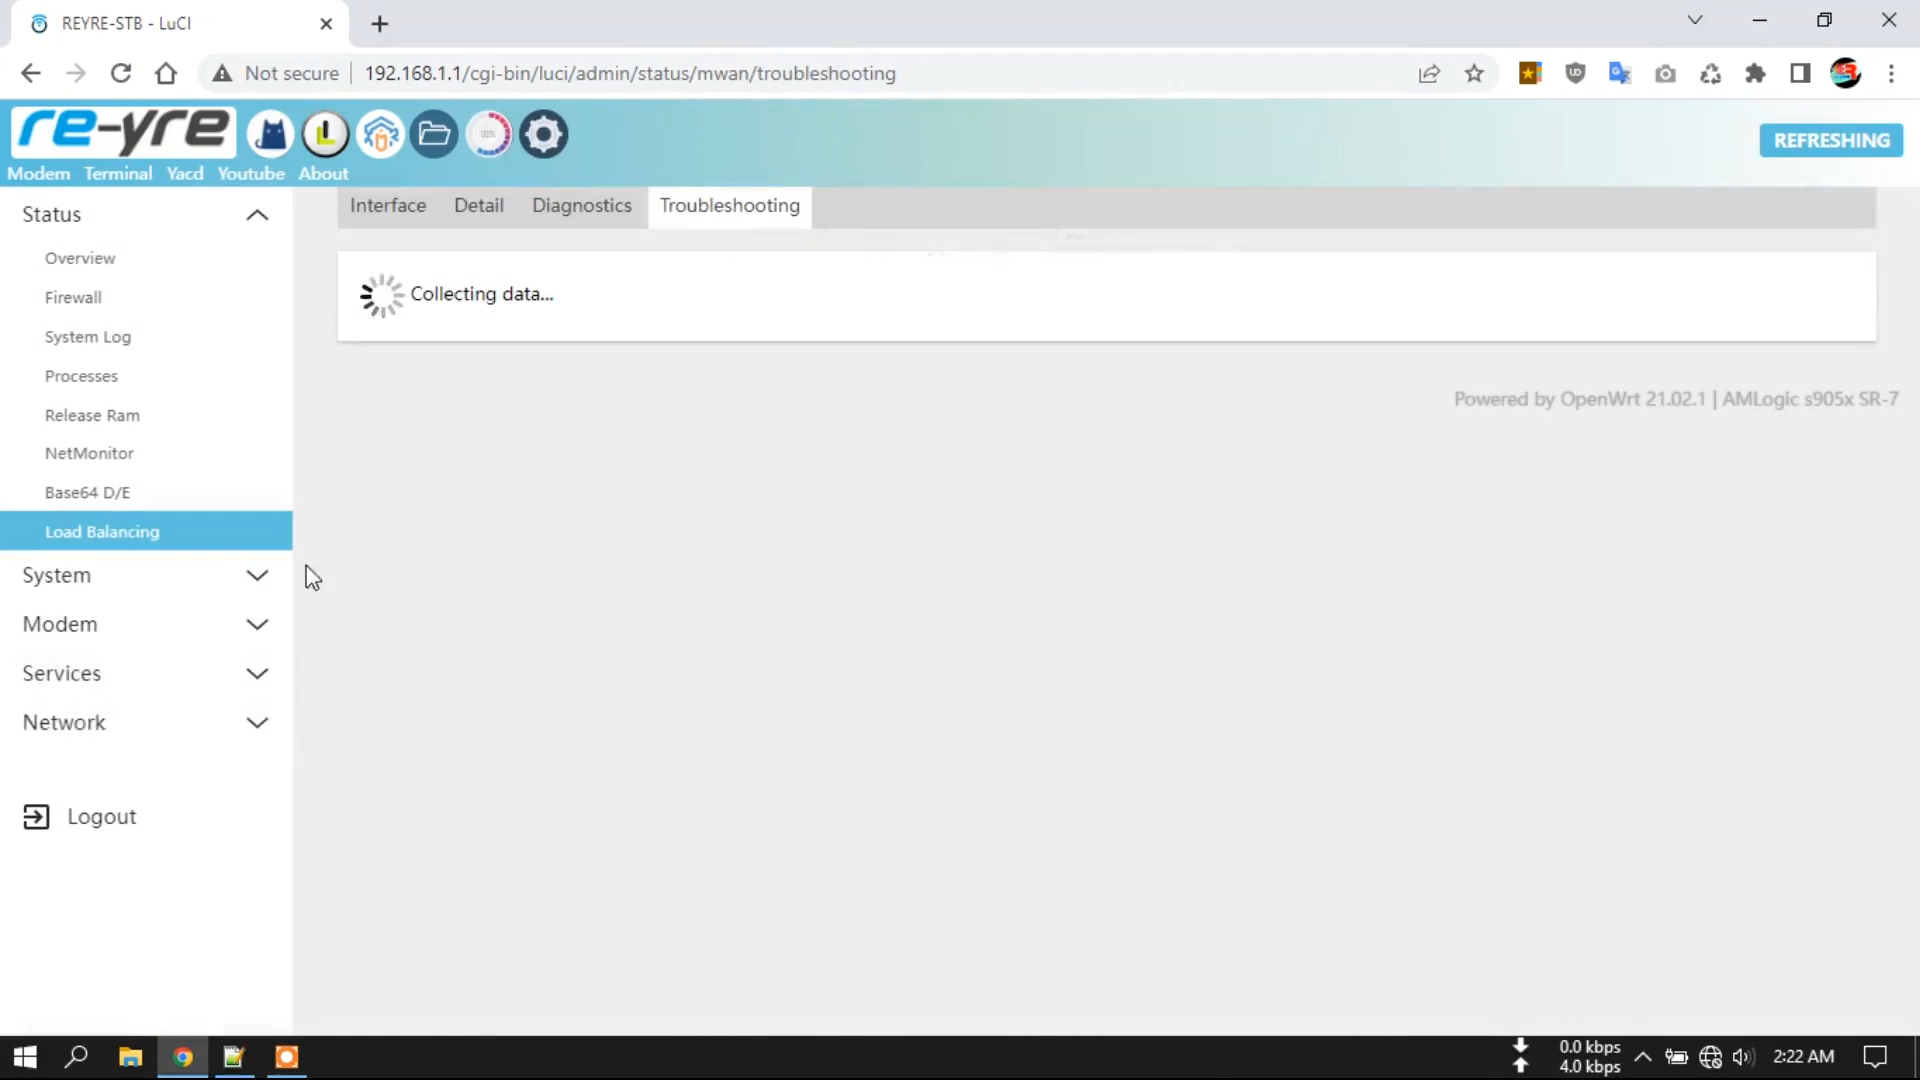 REYRE-STB - LuCI
Not secure
192.168.1.1/cgi-bin/luci/admin/status/mwan/troubleshooting
re-yre
REFRESHING
Modem Terminal Yacd Youtube About
Status
Overview
Firewall
System Log
Processes
Release Ram
NetMonitor
Base64 D/E
Load Balancing
System
Modem
Services
Network
Logout
Interface Detail Diagnostics Troubleshooting
Collecting data...
Powered by OpenWrt 21.02.1 | AMLogic s905x SR-7
0.0 kbps
4.0 kbps
2:22 AM